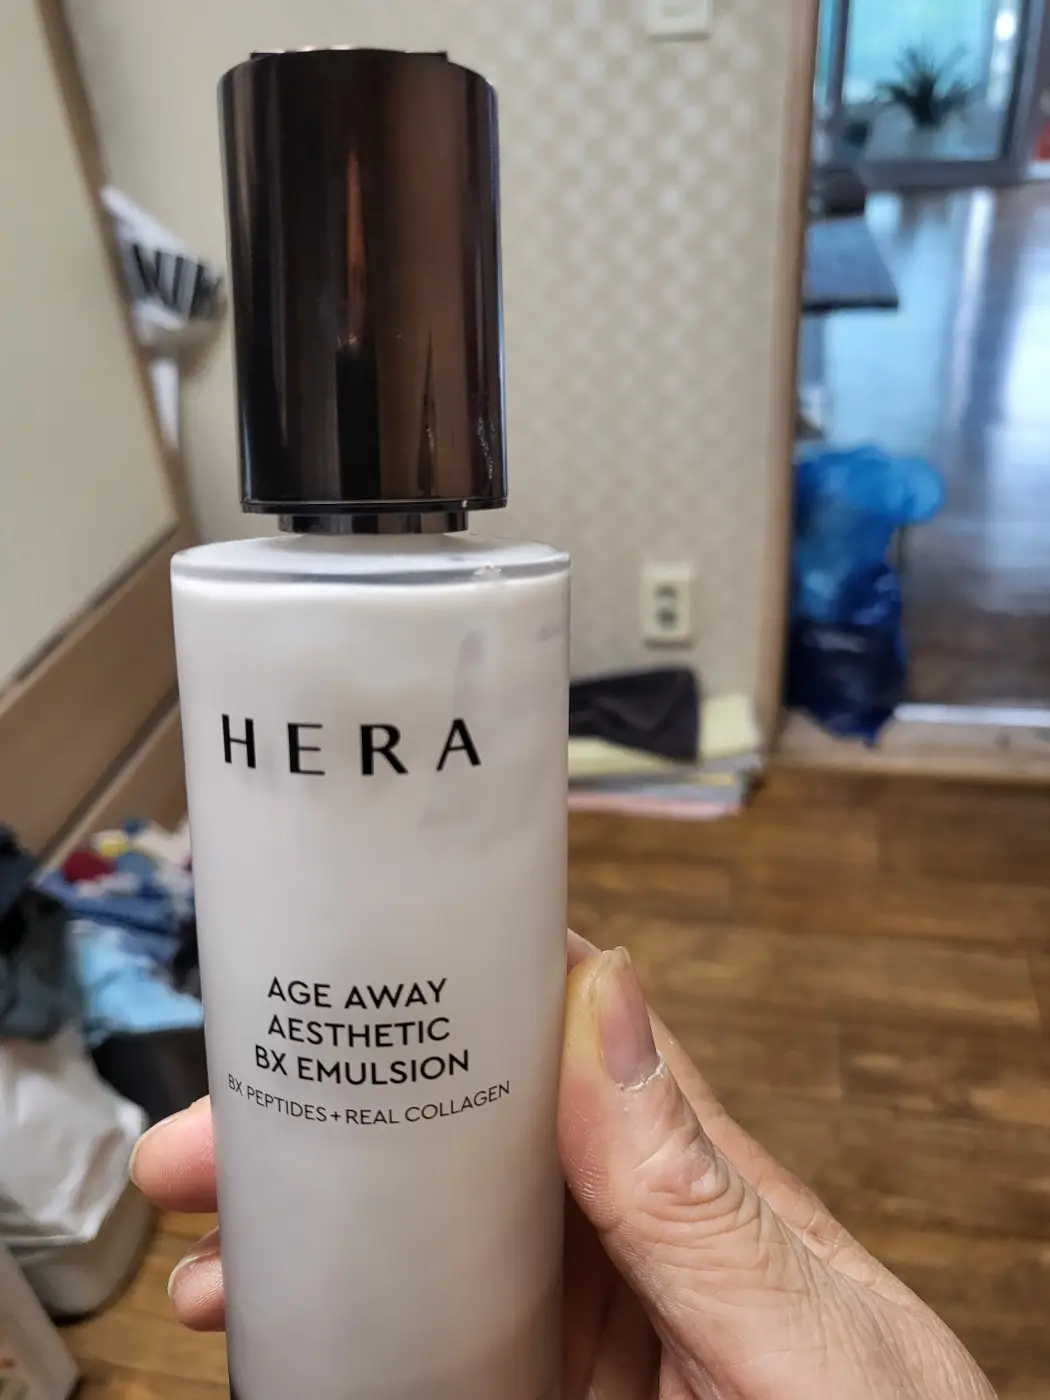 HERA
AGE AWAY
AESTHETIC
BX EMULSION
BX PEPTIDES+REAL COLLAGEN